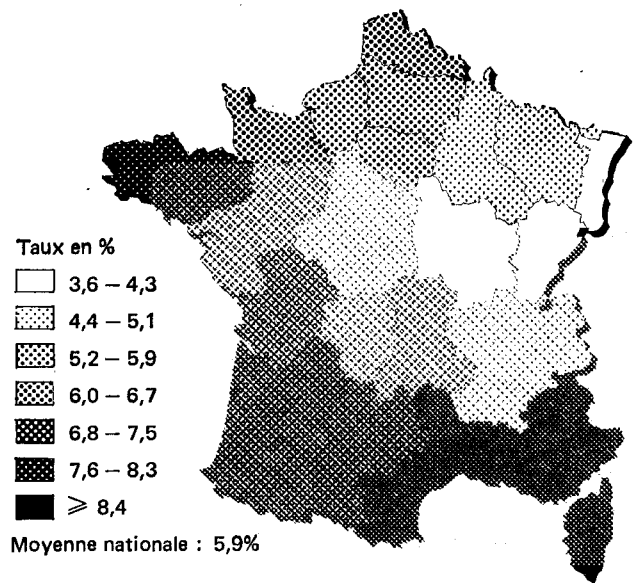 Taux en %
3,6 – 4,3
4,4 – 5,1
5,2 – 5,9
6,0 – 6,7
6,8 – 7,5
7,6 – 8,3
⩾ 8,4
Moyenne nationale : 5,9%